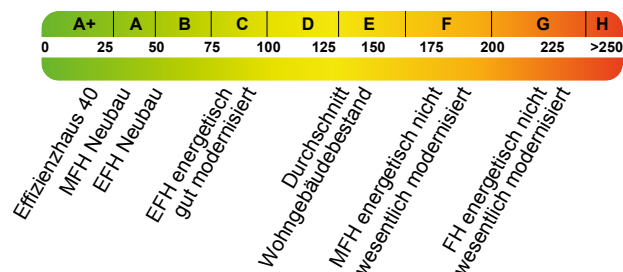 A+ A B C D E F G H
0 25 50 75 100 125 150 175 200 225 >250
Effizienzhaus 40
MFH Neubau
EFH Neubau
EFH energetisch
gut modernisiert
Durchschnitt
Wohngebäudebestand
MFH energetisch nicht
wesentlich modernisiert
FH energetisch nicht
wesentlich modernisiert